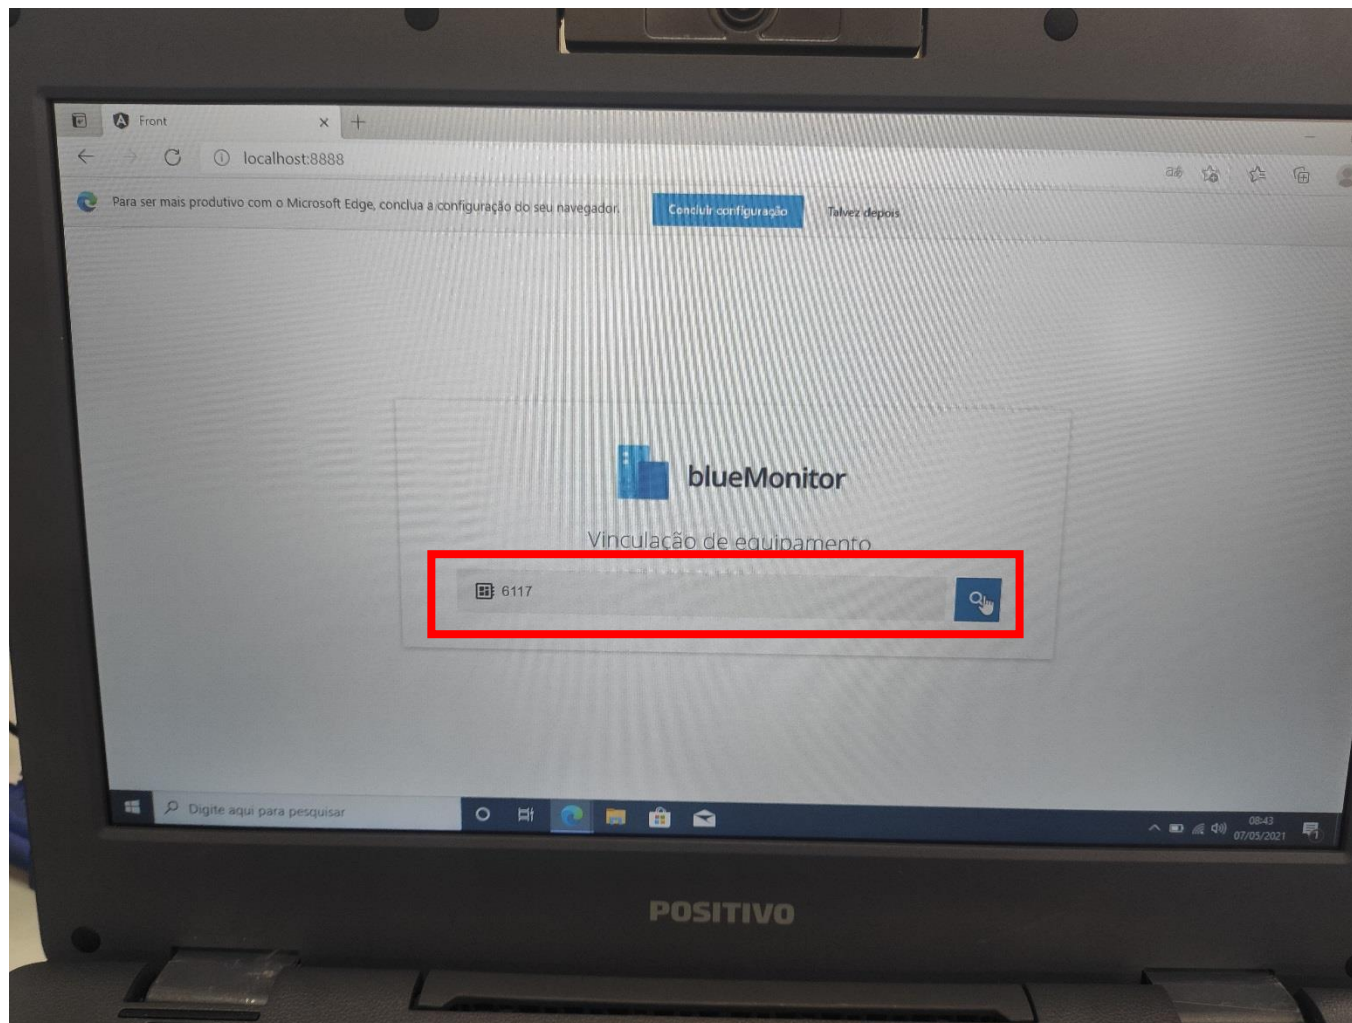 Front
localhost:8888
Para ser mais produtivo com o Microsoft Edge, conclua a configuração do seu navegador.
Concluir configuração
Talvez depois
blueMonitor
Vinculação de equipamento
6117
Digite aqui para pesquisar
08:43
07/05/2021
POSITIVO